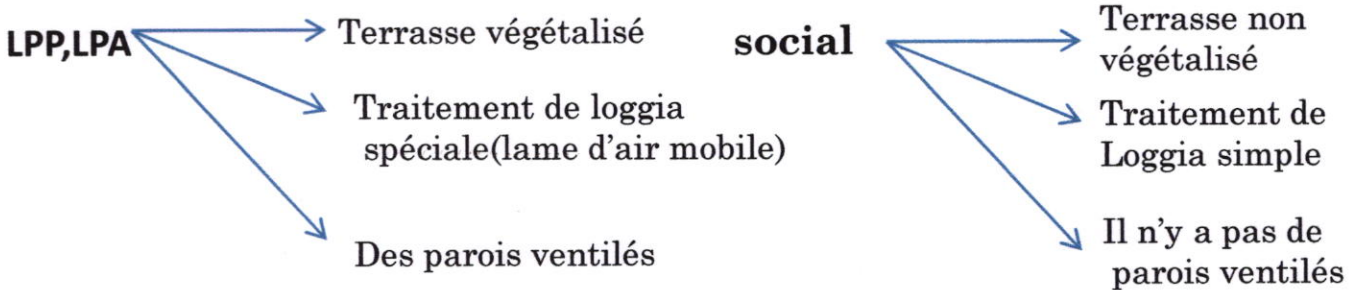 LPP,LPA
Terrasse végétalisé
Traitement de loggia
spéciale(lame d'air mobile)
Des parois ventilés
social
Terrasse non
végétalisé
Traitement de
Loggia simple
Il n'y a pas de
parois ventilés